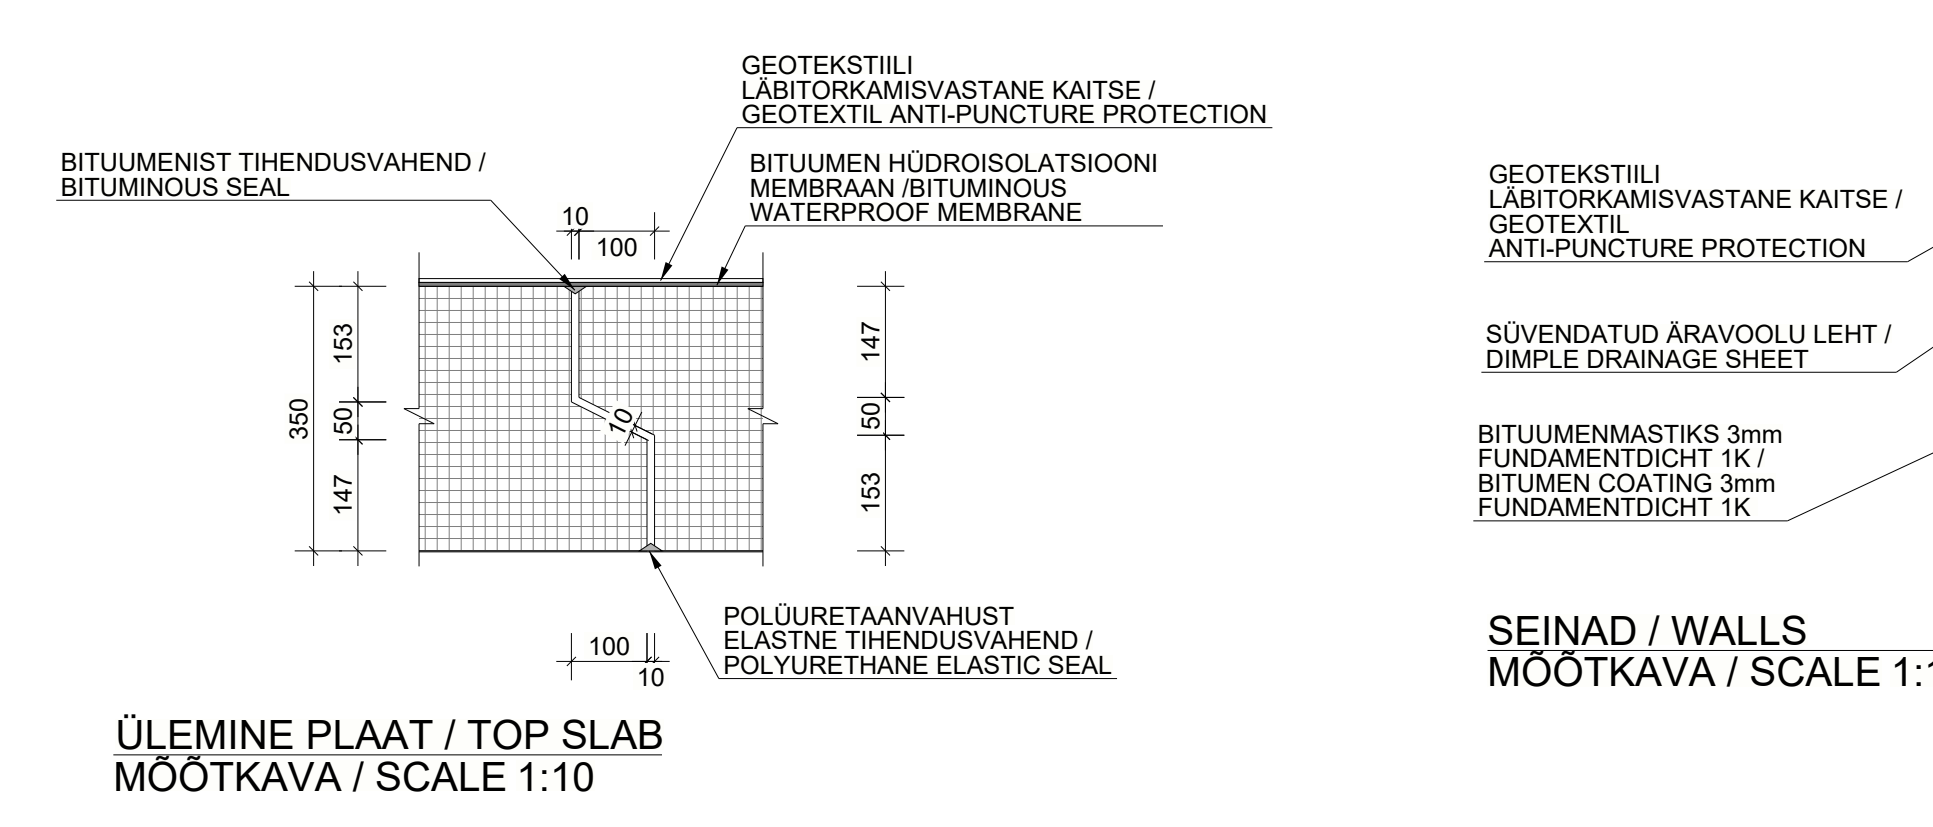 GEOTEKSTIILI
LÄBITORKAMISVASTANE KAITSE /
GEOTEXTIL ANTI-PUNCTURE PROTECTION
BITUUMENIST TIHENDUSVAHEND /
BITUMINOUS SEAL
BITUUMEN HÜDROISOLATSIOONI
MEMBRAAN /BITUMINOUS
WATERPROOF MEMBRANE
10
100
350
153
50
147
10
147
50
153
100
10
POLÜURETAANVAHUST
ELASTNE TIHENDUSVAHEND /
POLYURETHANE ELASTIC SEAL
ÜLEMINE PLAAT / TOP SLAB
MÕÕTKAVA / SCALE 1:10
GEOTEKSTIILI
LÄBITORKAMISVASTANE KAITSE /
GEOTEXTIL
ANTI-PUNCTURE PROTECTION
SÜVENDATUD ÄRAVOOLU LEHT /
DIMPLE DRAINAGE SHEET
BITUUMENMASTIKS 3mm
FUNDAMENTDICHT 1K /
BITUMEN COATING 3mm
FUNDAMENTDICHT 1K
SEINAD / WALLS
MÕÕTKAVA / SCALE